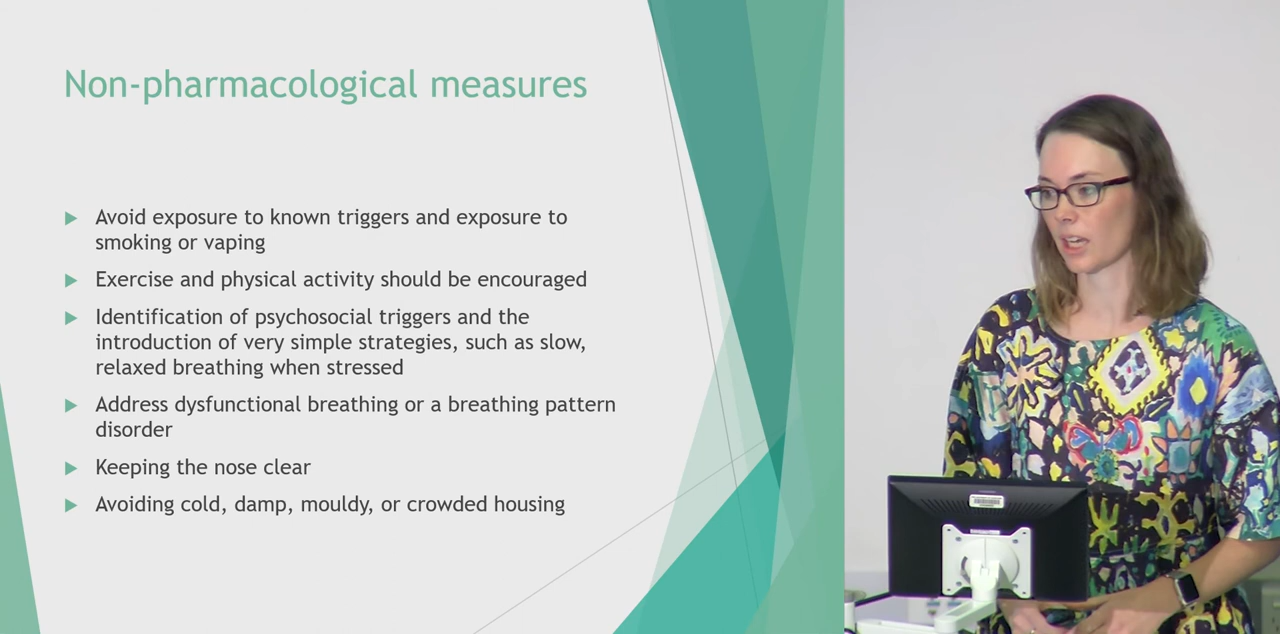 Non-pharmacological measures
Avoid exposure to known triggers and exposure to
smoking or vaping
Exercise and physical activity should be encouraged
Identification of psychosocial triggers and the
introduction of very simple strategies, such as slow,
relaxed breathing when stressed
Address dysfunctional breathing or a breathing pattern
disorder
Keeping the nose clear
Avoiding cold, damp, mouldy, or crowded housing